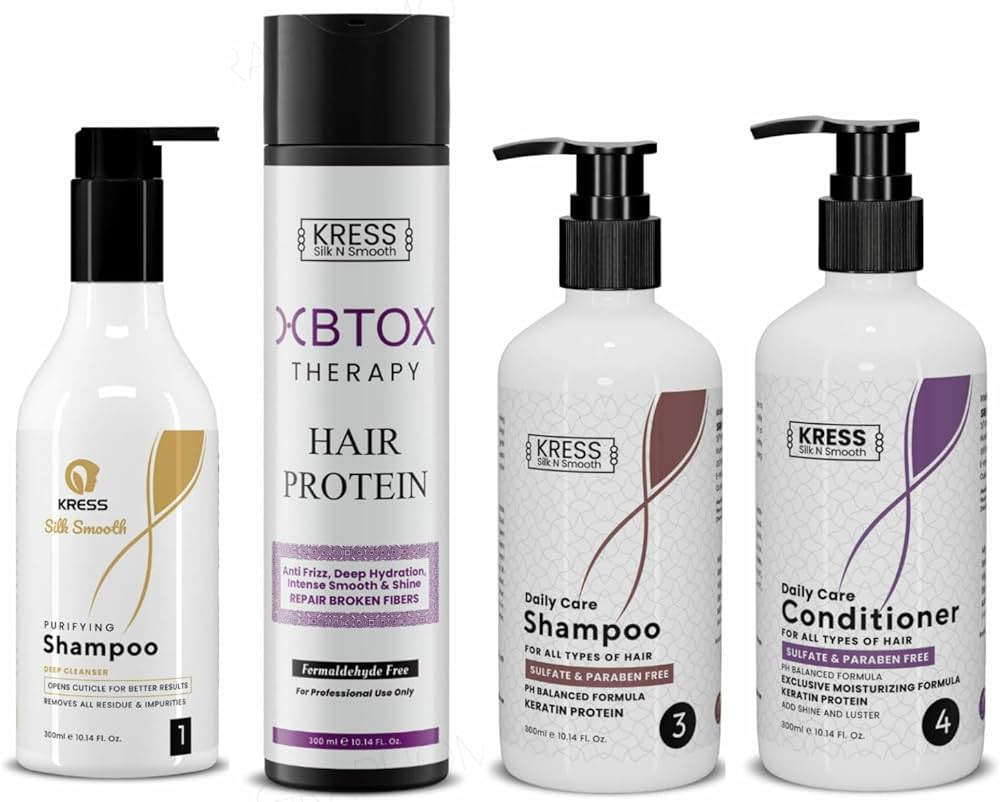 KRESS
Silk Smooth
PURIFYING
Shampoo
DEEP CLEANSER
OPENS CUTICLE FOR BETTER RESULTS
REMOVES ALL RESIDUE & IMPURITIES
300ml e 10.14 Fl. Oz.
1
KRESS
Silk N Smooth
BTOX
THERAPY
HAIR
PROTEIN
Anti Frizz, Deep Hydration,
Intense Smooth & Shine
REPAIR BROKEN FIBERS
Formaldehyde Free
For Professional Use Only
300 ml e 10.14 FL. Oz.
KRESS
Silk N Smooth
Daily Care
Shampoo
FOR ALL TYPES OF HAIR
SULFATE & PARABEN FREE
PH BALANCED FORMULA
KERATIN PROTEIN
300ml e 10.14 Fl. Oz.
3
KRESS
Silk N Smooth
Daily Care
Conditioner
FOR ALL TYPES OF HAIR
SULFATE & PARABEN FREE
PH BALANCED FORMULA
EXCLUSIVE MOISTURIZING FORMULA
KERATIN PROTEIN
ADD SHINE AND LUSTER
300ml e 10.14 Fl. Oz.
4